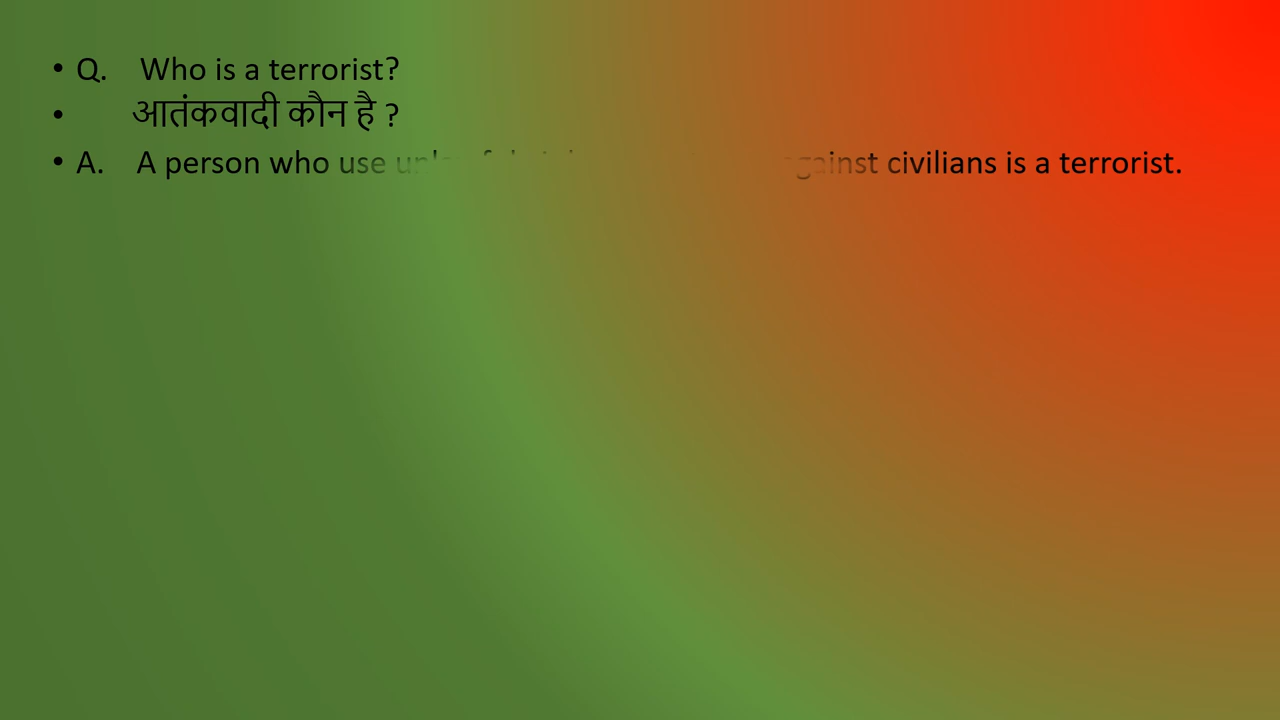 • Q. Who is a terrorist?
• आतंकवादी कौन है ?
• A. A person who use against civilians is a terrorist.